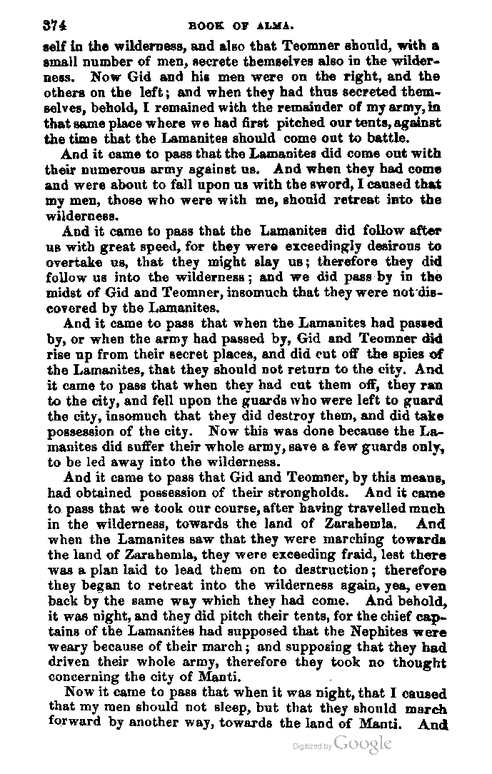 374 BOOK OF ALMA.
self in the wilderness, and also that Teomner should, with a
small number of men, secrete themselves also in the wilder-
ness. Now Gid and his men were on the right, and the
others on the left; and when they had thus secreted them-
selves, behold, I remained with the remainder of my army, in
that same place where we had first pitched our tents, against
the time that the Lamanites should come out to battle.
And it came to pass that the Lamanites did come out with
their numerous army against us. And when they had come
and were about to fall upon us with the sword, I caused that
my men, those who were with me, should retreat into the
wilderness.
And it came to pass that the Lamanites did follow after
us with great speed, for they were exceedingly desirous to
overtake us, that they might slay us; therefore they did
follow us into the wilderness; and we did pass by in the
midst of Gid and Teomner, insomuch that they were not dis-
covered by the Lamanites.
And it came to pass that when the Lamanites had passed
by, or when the army had passed by, Gid and Teomner did
rise up from their secret places, and did cut off the spies of
the Lamanites, that they should not return to the city. And
it came to pass that when they had cut them off, they ran
to the city, and fell upon the guards who were left to guard
the city, insomuch that they did destroy them, and did take
possession of the city. Now this was done because the La-
manites did suffer their whole army, save a few guards only,
to be led away into the wilderness.
And it came to pass that Gid and Teomner, by this means,
had obtained possession of their strongholds. And it came
to pass that we took our course, after having travelled much
in the wilderness, towards the land of Zarahemla. And
when the Lamanites saw that they were marching towards
the land of Zarahemla, they were exceeding fraid, lest there
was a plan laid to lead them on to destruction; therefore
they began to retreat into the wilderness again, yea, even
back by the same way which they had come. And behold,
it was night, and they did pitch their tents, for the chief cap-
tains of the Lamanites had supposed that the Nephites were
weary because of their march; and supposing that they had
driven their whole army, therefore they took no thought
concerning the city of Manti.
Now it came to pass that when it was night, that I caused
that my men should not sleep, but that they should march
forward by another way, towards the land of Manti. And
Digitized by Google